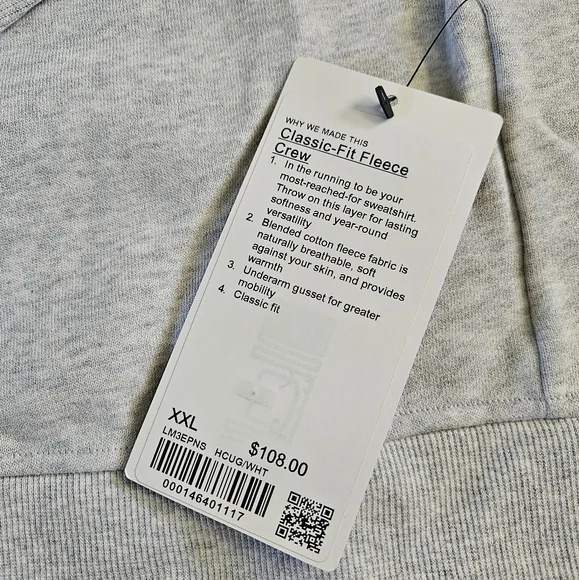 WHY WE MADE THIS
Classic-Fit Fleece
Crew
1. In the running to be your
most-reached-for sweatshirt.
Throw on this layer for lasting
softness and year-round
versatility
2. Blended cotton fleece fabric is
naturally breathable, soft
against your skin, and provides
warmth
3. Underarm gusset for greater
mobility
4. Classic fit
XXL
$108.00
LM3EPNS HCUG/WHT
000146401117